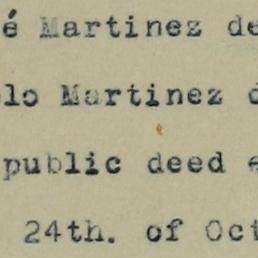 é Martinez de
lo Martinez d
public deed e
24th. of Oct